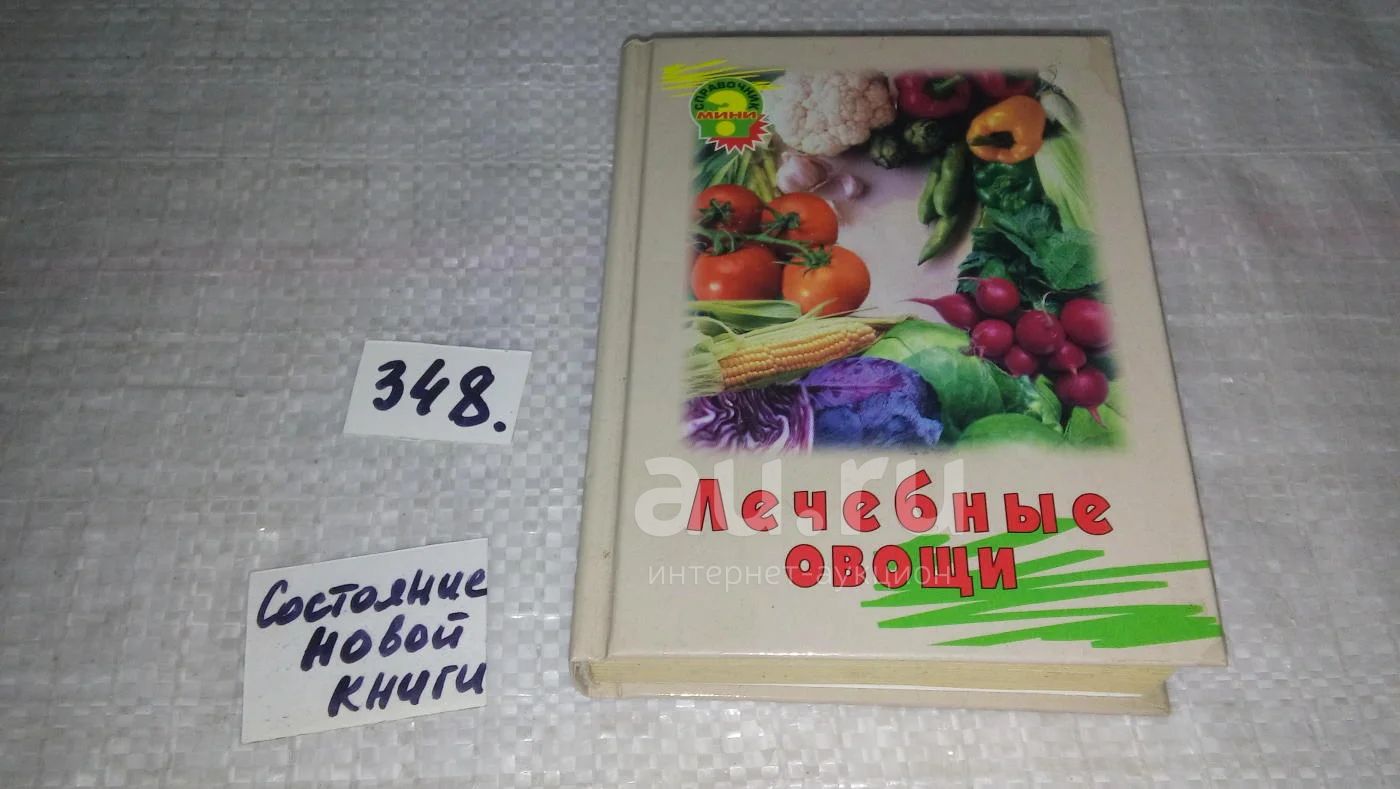 СПРАВОЧНИК
МИНИ
348.
Лечебные
овощи
au.ru
интернет-аукцион
Состояние
новой
книги